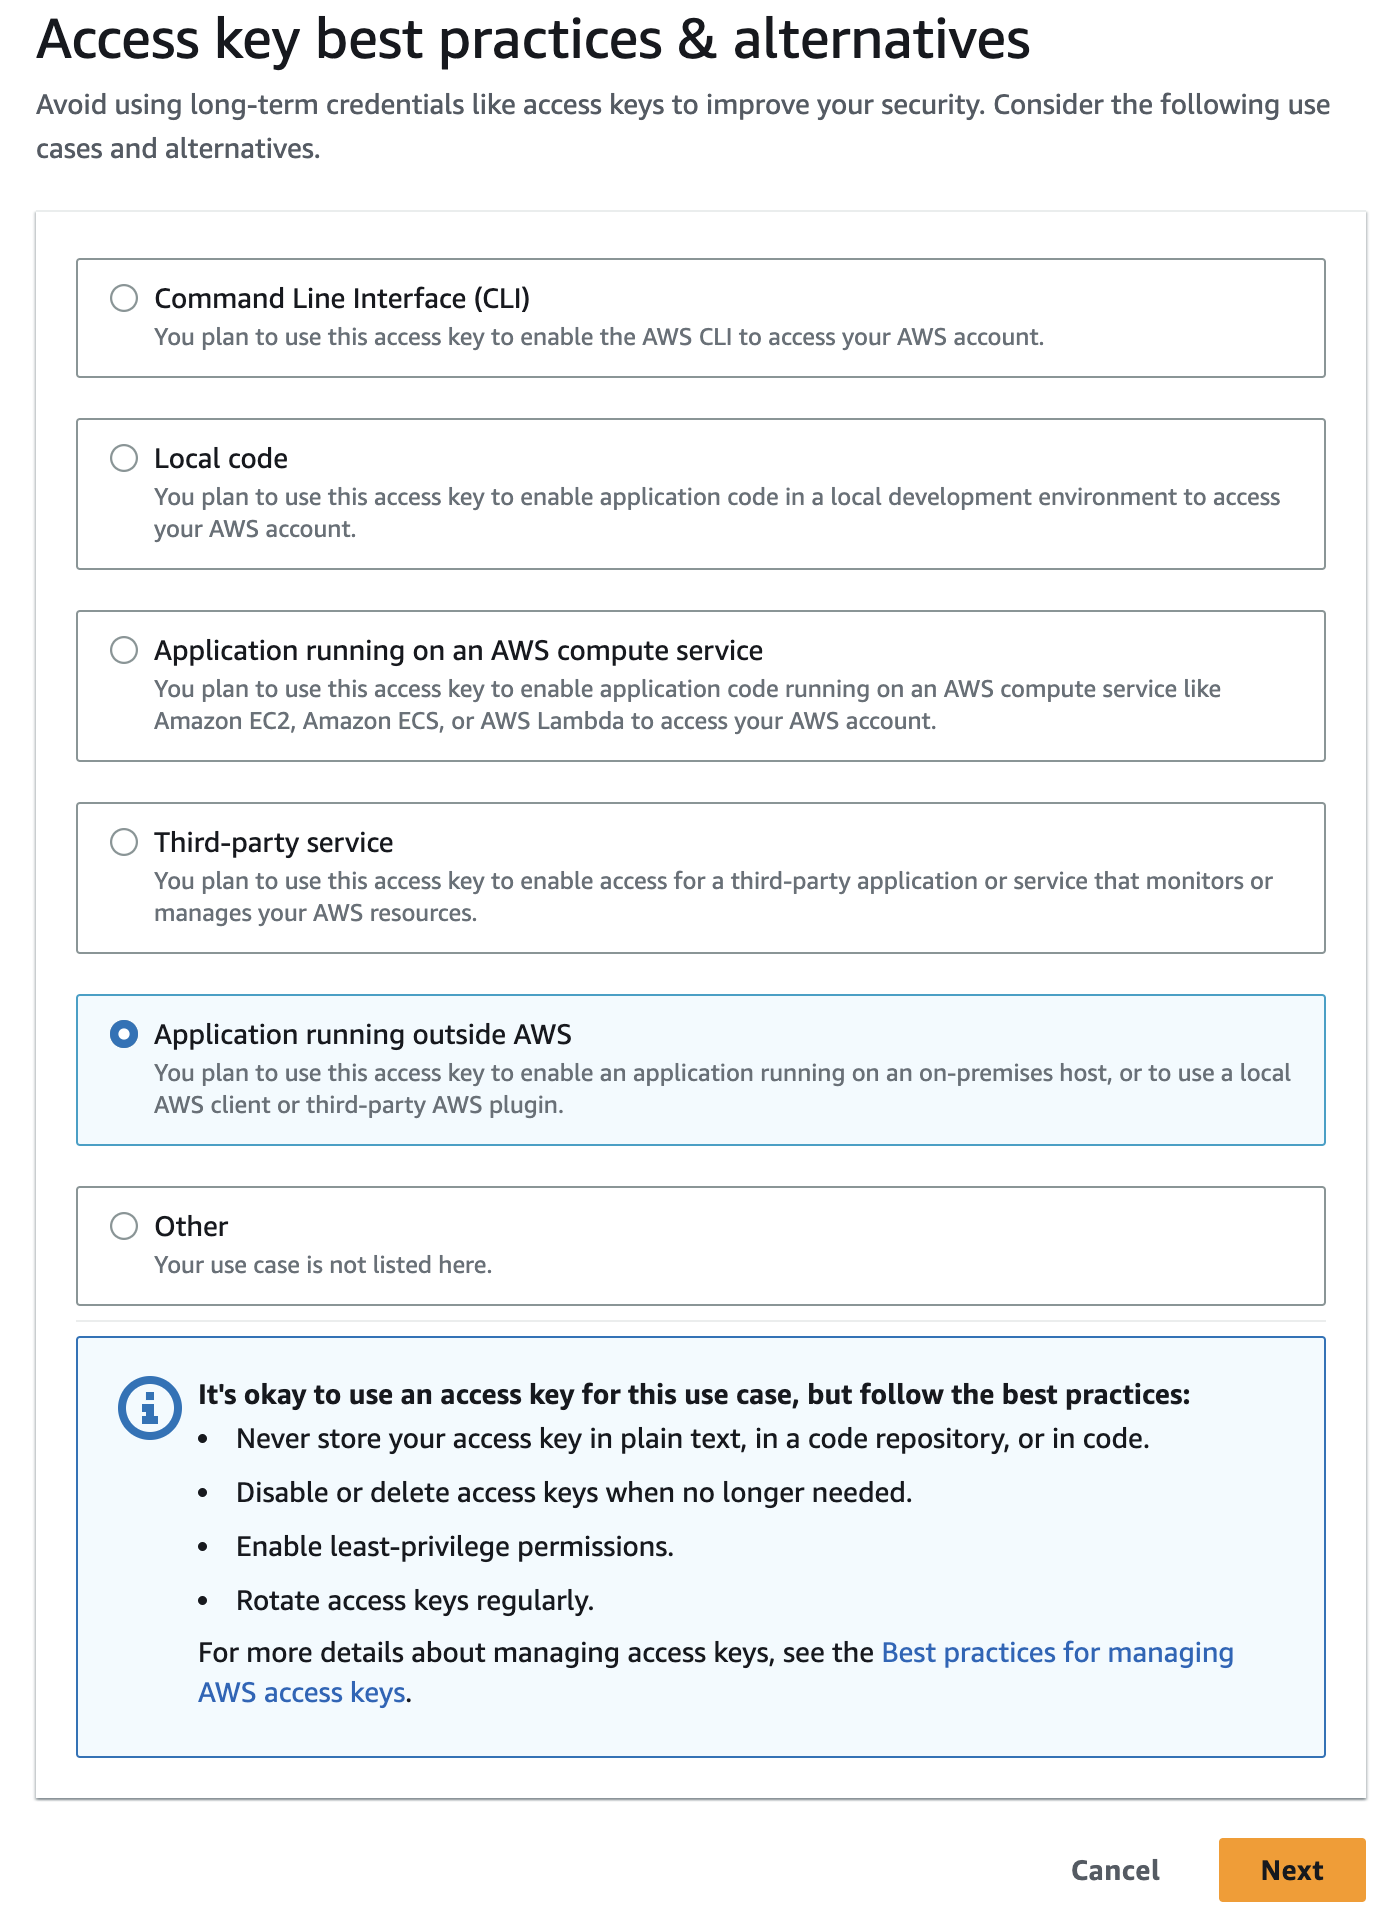 Access key best practices & alternatives
Avoid using long-term credentials like access keys to improve your security. Consider the following use
cases and alternatives.
Command Line Interface (CLI)
You plan to use this access key to enable the AWS CLI to access your AWS account.
Local code
You plan to use this access key to enable application code in a local development environment to access
your AWS account.
Application running on an AWS compute service
You plan to use this access key to enable application code running on an AWS compute service like
Amazon EC2, Amazon ECS, or AWS Lambda to access your AWS account.
Third-party service
You plan to use this access key to enable access for a third-party application or service that monitors or
manages your AWS resources.
Application running outside AWS
You plan to use this access key to enable an application running on an on-premises host, or to use a local
AWS client or third-party AWS plugin.
Other
Your use case is not listed here.
It's okay to use an access key for this use case, but follow the best practices:
• Never store your access key in plain text, in a code repository, or in code.
• Disable or delete access keys when no longer needed.
• Enable least-privilege permissions.
• Rotate access keys regularly.
For more details about managing access keys, see the Best practices for managing
AWS access keys.
Cancel
Next